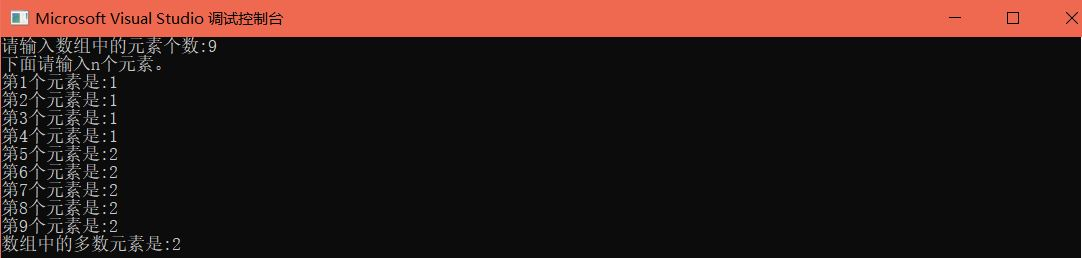 Microsoft Visual Studio 调试控制台
请输入数组中的元素个数:9
下面请输入n个元素。
第1个元素是:1
第2个元素是:1
第3个元素是:1
第4个元素是:1
第5个元素是:2
第6个元素是:2
第7个元素是:2
第8个元素是:2
第9个元素是:2
数组中的多数元素是:2